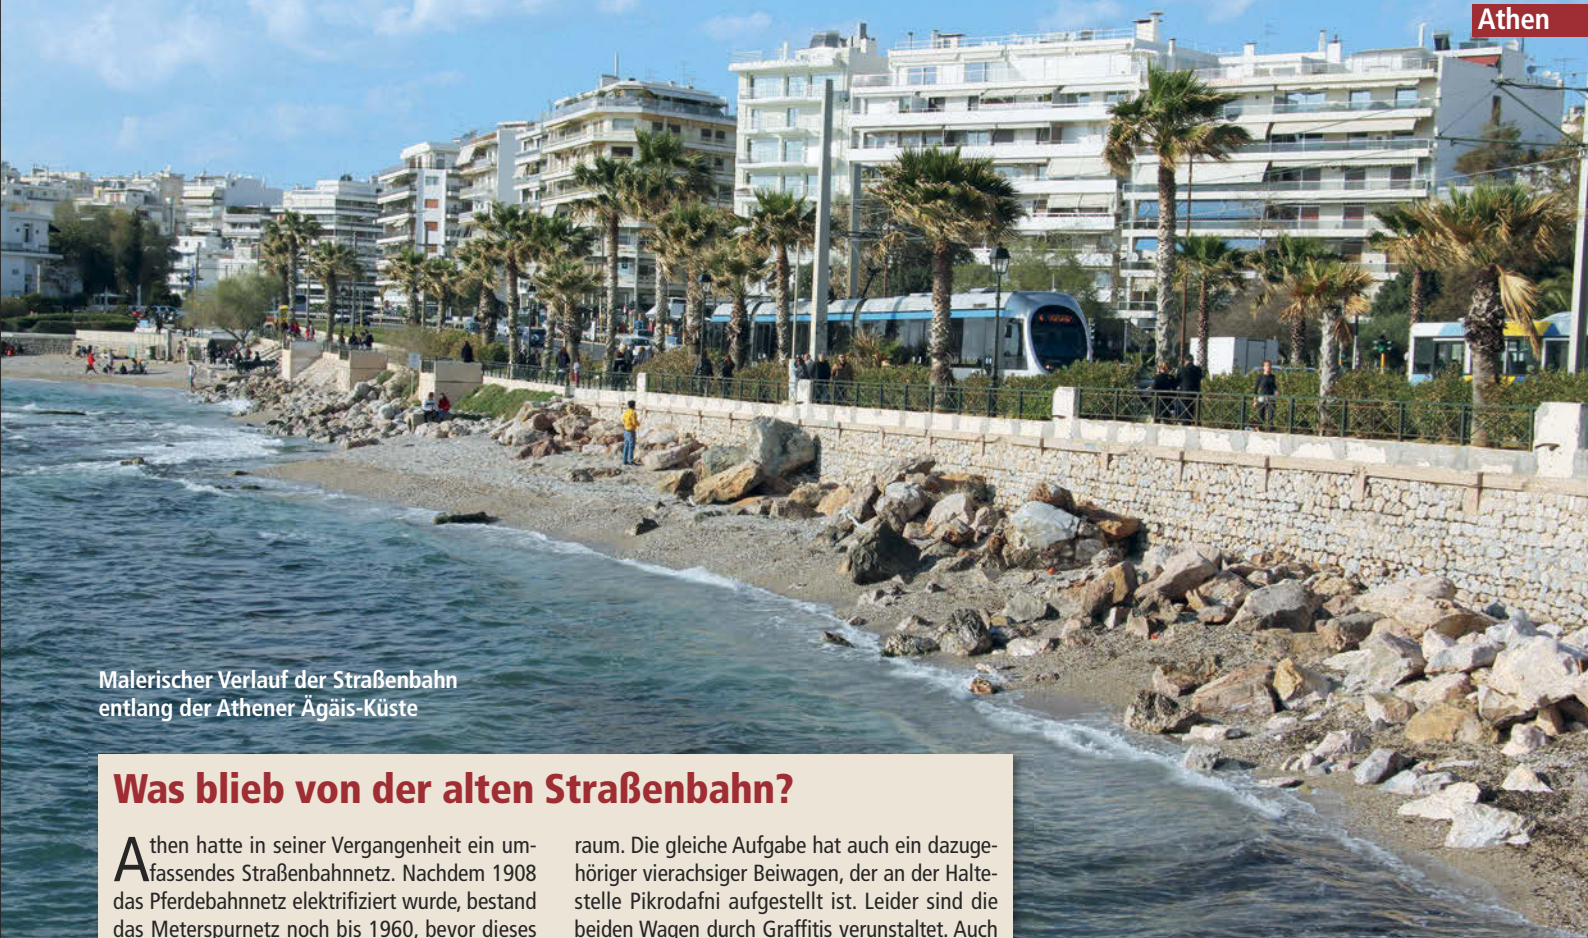 Athen
Malerischer Verlauf der Straßenbahn
entlang der Athener Ägäis-Küste
Was blieb von der alten Straßenbahn?
Athen hatte in seiner Vergangenheit ein um-
fassendes Straßenbahnnetz. Nachdem 1908
das Pferdebahnnetz elektrifiziert wurde, bestand
das Meterspurnetz noch bis 1960, bevor dieses
raum. Die gleiche Aufgabe hat auch ein dazuge-
höriger vierachsiger Beiwagen, der an der Halte-
stelle Pikrodafni aufgestellt ist. Leider sind die
beiden Wagen durch Graffitis verunstaltet. Auch